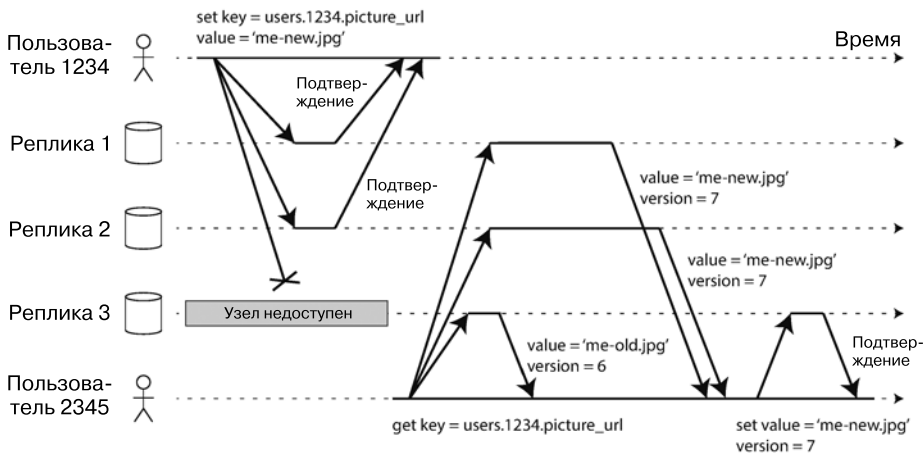 set key = users.1234.picture_url
value = ‘me-new.jpg’
Пользова-
тель 1234
Время
Подтвер-
ждение
Реплика 1
value = ‘me-new.jpg’
version = 7
Подтвер-
ждение
Реплика 2
value = ‘me-new.jpg’
version = 7
Реплика 3
Узел недоступен
value = ‘me-old.jpg’
version = 6
Подтвер-
ждение
Пользова-
тель 2345
get key = users.1234.picture_url
set value = ‘me-new.jpg’
version = 7